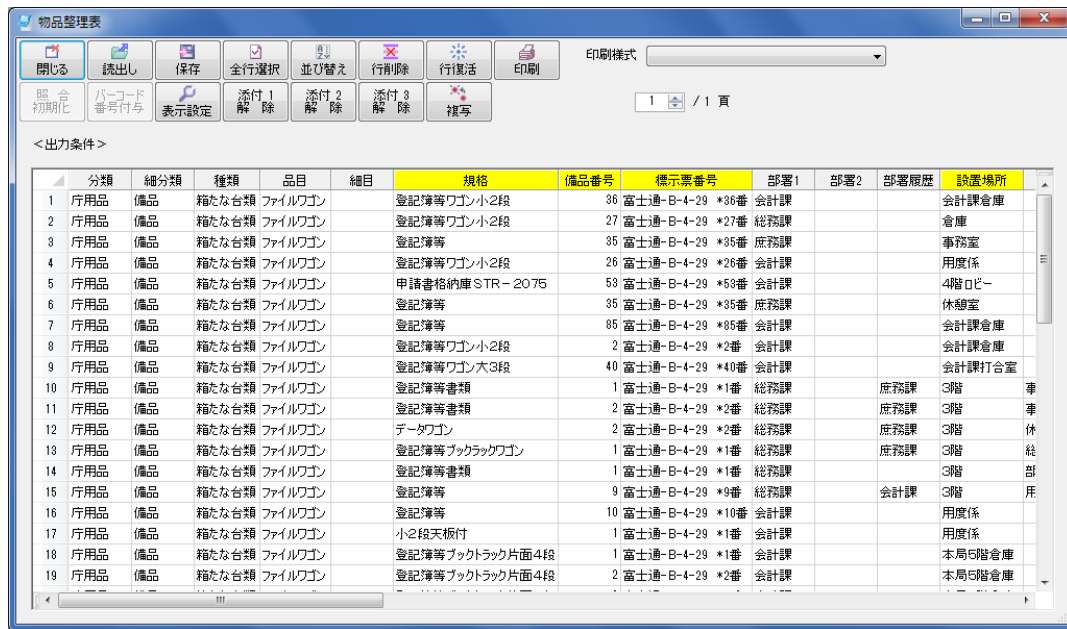 物品整理表
閉じる 読出し 保存 全行選択 並び替え 行削除 行復活 印刷 印刷様式
照 合 初期化 バーコード 番号付与 表示設定 添付 1 解 除 添付 2 解 除 添付 3 解 除 複写 1 / 1 頁
<出力条件>
分類 細分類 種類 品目 細目 規格 備品番号 標示票番号 部署1 部署2 部署履歴 設置場所
1 庁用品 備品 箱たな台類 ファイルワゴン 登記簿等ワゴン小2段 36 富士通-B-4-29 *36番 会計課 会計課倉庫
2 庁用品 備品 箱たな台類 ファイルワゴン 登記簿等ワゴン小2段 27 富士通-B-4-29 *27番 総務課 倉庫
3 庁用品 備品 箱たな台類 ファイルワゴン 登記簿等 35 富士通-B-4-29 *35番 庶務課 事務室
4 庁用品 備品 箱たな台類 ファイルワゴン 登記簿等ワゴン小2段 26 富士通-B-4-29 *26番 会計課 用度係
5 庁用品 備品 箱たな台類 ファイルワゴン 申請書格納庫STR-2075 53 富士通-B-4-29 *53番 会計課 4階ロビー
6 庁用品 備品 箱たな台類 ファイルワゴン 登記簿等 35 富士通-B-4-29 *35番 庶務課 休憩室
7 庁用品 備品 箱たな台類 ファイルワゴン 登記簿等 85 富士通-B-4-29 *85番 会計課 会計課倉庫
8 庁用品 備品 箱たな台類 ファイルワゴン 登記簿等ワゴン小2段 2 富士通-B-4-29 *2番 会計課 会計課倉庫
9 庁用品 備品 箱たな台類 ファイルワゴン 登記簿等ワゴン大3段 40 富士通-B-4-29 *40番 会計課 会計課打合室
10 庁用品 備品 箱たな台類 ファイルワゴン 登記簿等書類 1 富士通-B-4-29 *1番 総務課 庶務課 3階 事
11 庁用品 備品 箱たな台類 ファイルワゴン 登記簿等書類 2 富士通-B-4-29 *2番 総務課 庶務課 3階 事
12 庁用品 備品 箱たな台類 ファイルワゴン データワゴン 2 富士通-B-4-29 *2番 総務課 庶務課 3階 休
13 庁用品 備品 箱たな台類 ファイルワゴン 登記簿等ブックラックワゴン 1 富士通-B-4-29 *1番 総務課 庶務課 3階 総
14 庁用品 備品 箱たな台類 ファイルワゴン 登記簿等書類 1 富士通-B-4-29 *1番 総務課 3階 部
15 庁用品 備品 箱たな台類 ファイルワゴン 登記簿等 9 富士通-B-4-29 *9番 総務課 会計課 3階 用
16 庁用品 備品 箱たな台類 ファイルワゴン 登記簿等 10 富士通-B-4-29 *10番 会計課 用度係
17 庁用品 備品 箱たな台類 ファイルワゴン 小2段天板付 1 富士通-B-4-29 *1番 会計課 用度係
18 庁用品 備品 箱たな台類 ファイルワゴン 登記簿等ブックトラック片面4段 1 富士通-B-4-29 *1番 会計課 本局5階倉庫
19 庁用品 備品 箱たな台類 ファイルワゴン 登記簿等ブックトラック片面4段 2 富士通-B-4-29 *2番 会計課 本局5階倉庫